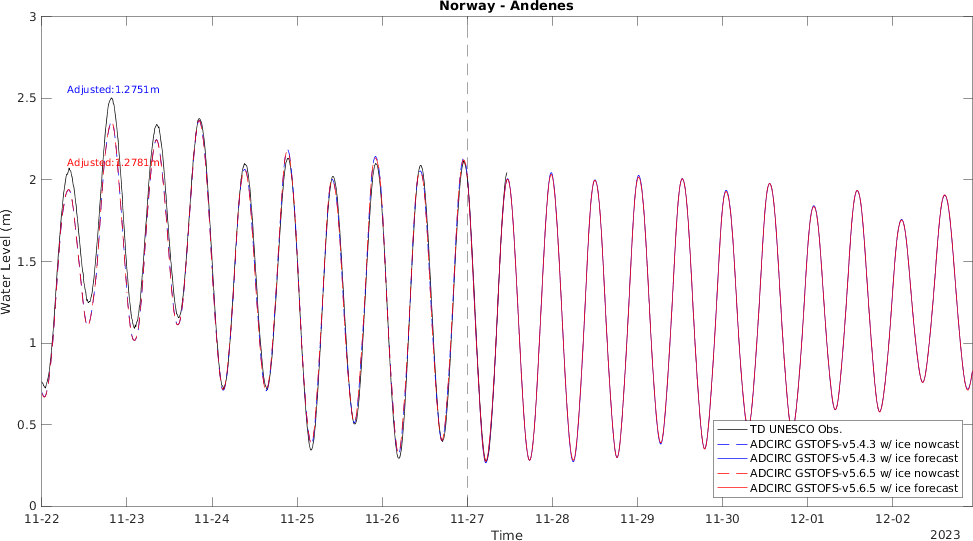 Norway - Andenes
3
2.5
2
1.5
1
0.5
0
Water Level (m)
Adjusted:1.2751m
Adjusted:1.2781m
TD UNESCO Obs.
ADCIRC GSTOFS-v5.4.3 w/ ice nowcast
ADCIRC GSTOFS-v5.4.3 w/ ice forecast
ADCIRC GSTOFS-v5.6.5 w/ ice nowcast
ADCIRC GSTOFS-v5.6.5 w/ ice forecast
11-22 11-23 11-24 11-25 11-26 11-27 11-28 11-29 11-30 12-01 12-02
Time
2023